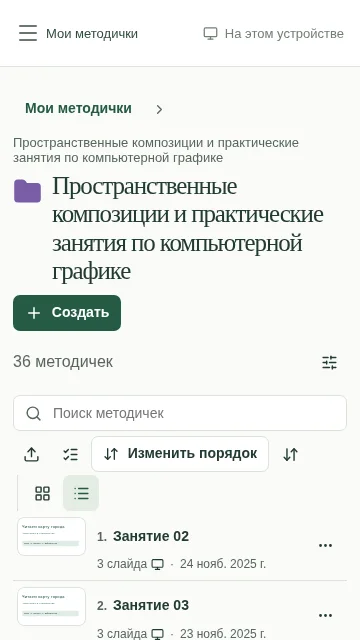 Мои методички
На этом устройстве
Мои методички
Пространственные композиции и практические
занятия по компьютерной графике
Пространственные
композиции и практические
занятия по компьютерной
графике
Создать
36 методичек
Поиск методичек
Изменить порядок
1. Занятие 02
3 слайда · 24 нояб. 2025 г.
2. Занятие 03
3 слайда · 23 нояб. 2025 г.